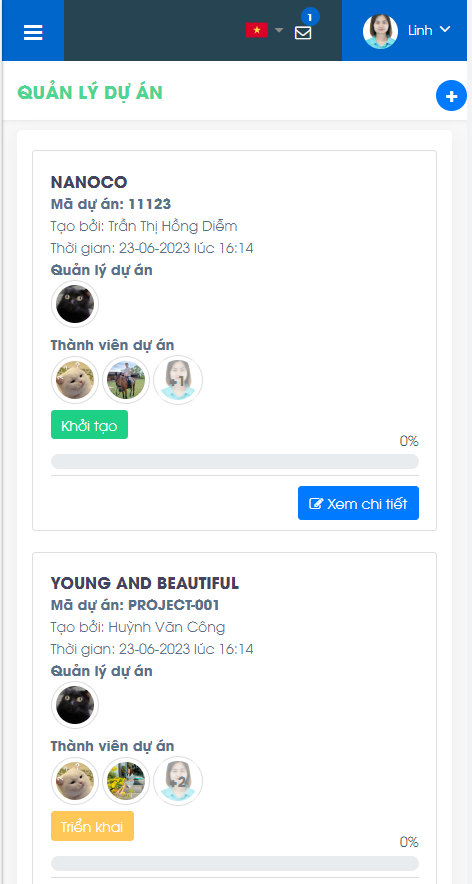 1
Linh
QUẢN LÝ DỰ ÁN
NANOCO
Mã dự án: 11123
Tạo bởi: Trần Thị Hồng Diễm
Thời gian: 23-06-2023 lúc 16:14
Quản lý dự án
Thành viên dự án
+1
Khởi tạo
0%
Xem chi tiết
YOUNG AND BEAUTIFUL
Mã dự án: PROJECT-001
Tạo bởi: Huỳnh Văn Công
Thời gian: 23-06-2023 lúc 16:14
Quản lý dự án
Thành viên dự án
Triển khai
0%